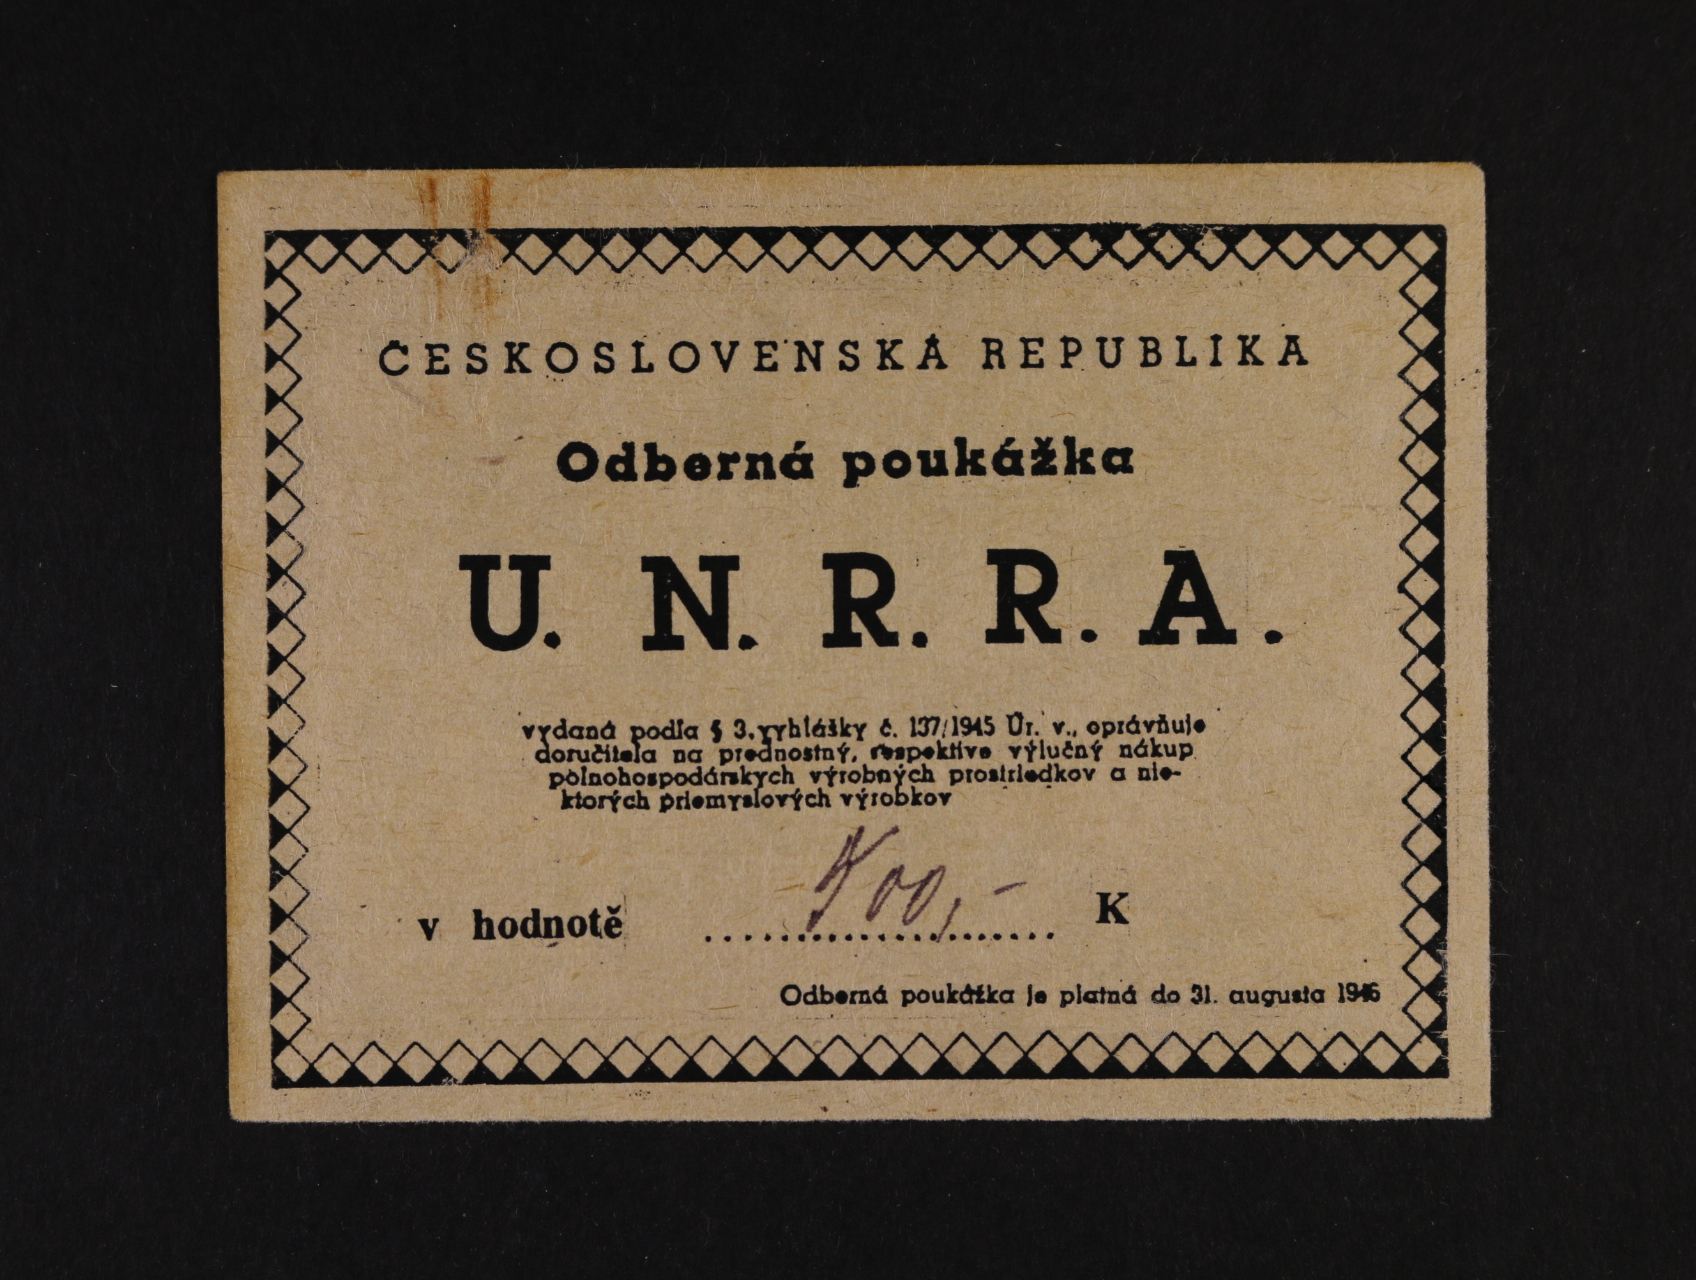 ČESKOSLOVENSKÁ REPUBLIKA
Odberná poukážka
U. N. R. R. A.
vydaná podľa § 3. vyhlášky č. 137/1945 Úr. v., oprávňuje
doručiteľa na prednostný, respektíve výlučný nákup
poľnohospodárskych výrobných prostriedkov a nie-
ktorých priemyslových výrobkov
v hodnotě ........................ K
Odberná poukážka je platná do 31. augusta 1946